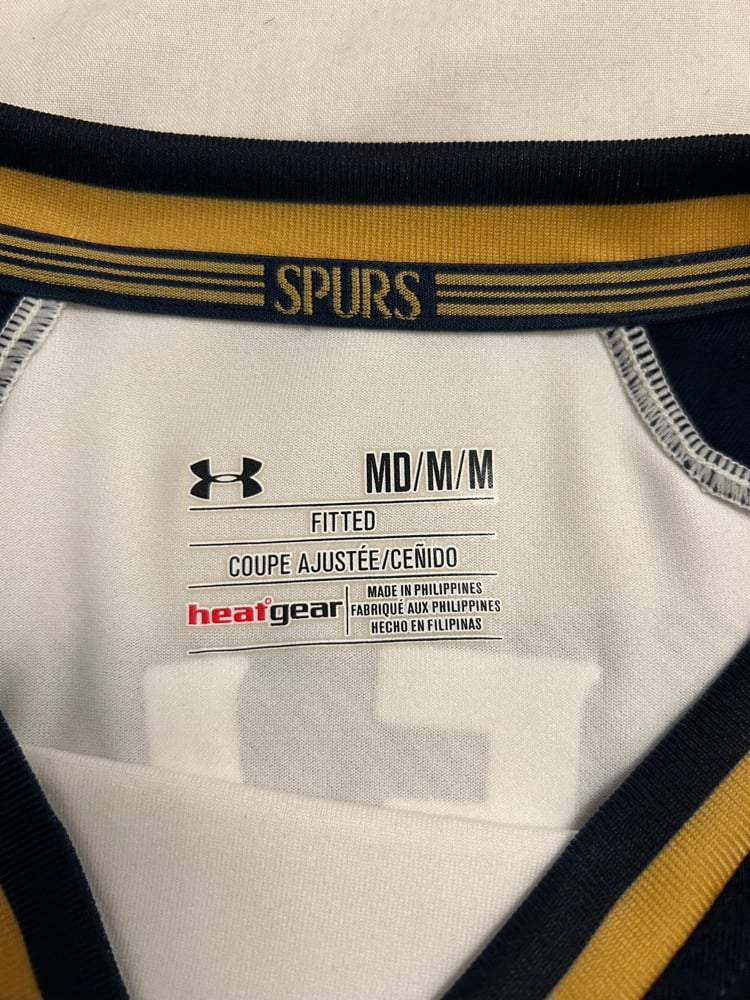 SPURS
MD/M/M
FITTED
COUPE AJUSTÉE/CEÑIDO
heatgear
MADE IN PHILIPPINES
FABRIQUÉ AUX PHILIPPINES
HECHO EN FILIPINAS